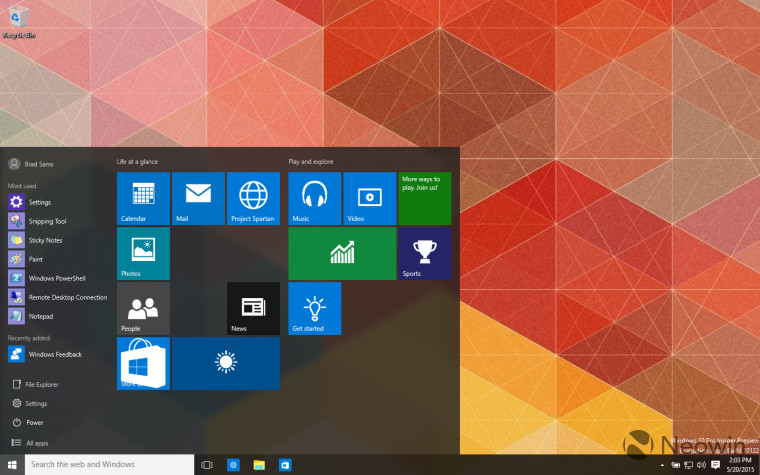 Recycle Bin
Brad Sams
Most used
Settings
Snipping Tool
Sticky Notes
Paint
Windows PowerShell
Remote Desktop Connection
Notepad
Recently added
Windows Feedback
File Explorer
Settings
Power
All apps
Life at a glance
Calendar
Mail
Project Spartan
Photos
People
News
Play and explore
Music
Video
More ways to
play. Join us!
Sports
Get started
Windows 10 Pro Insider Preview
Neowin
10122
Search the web and Windows
2:03 PM
5/20/2015